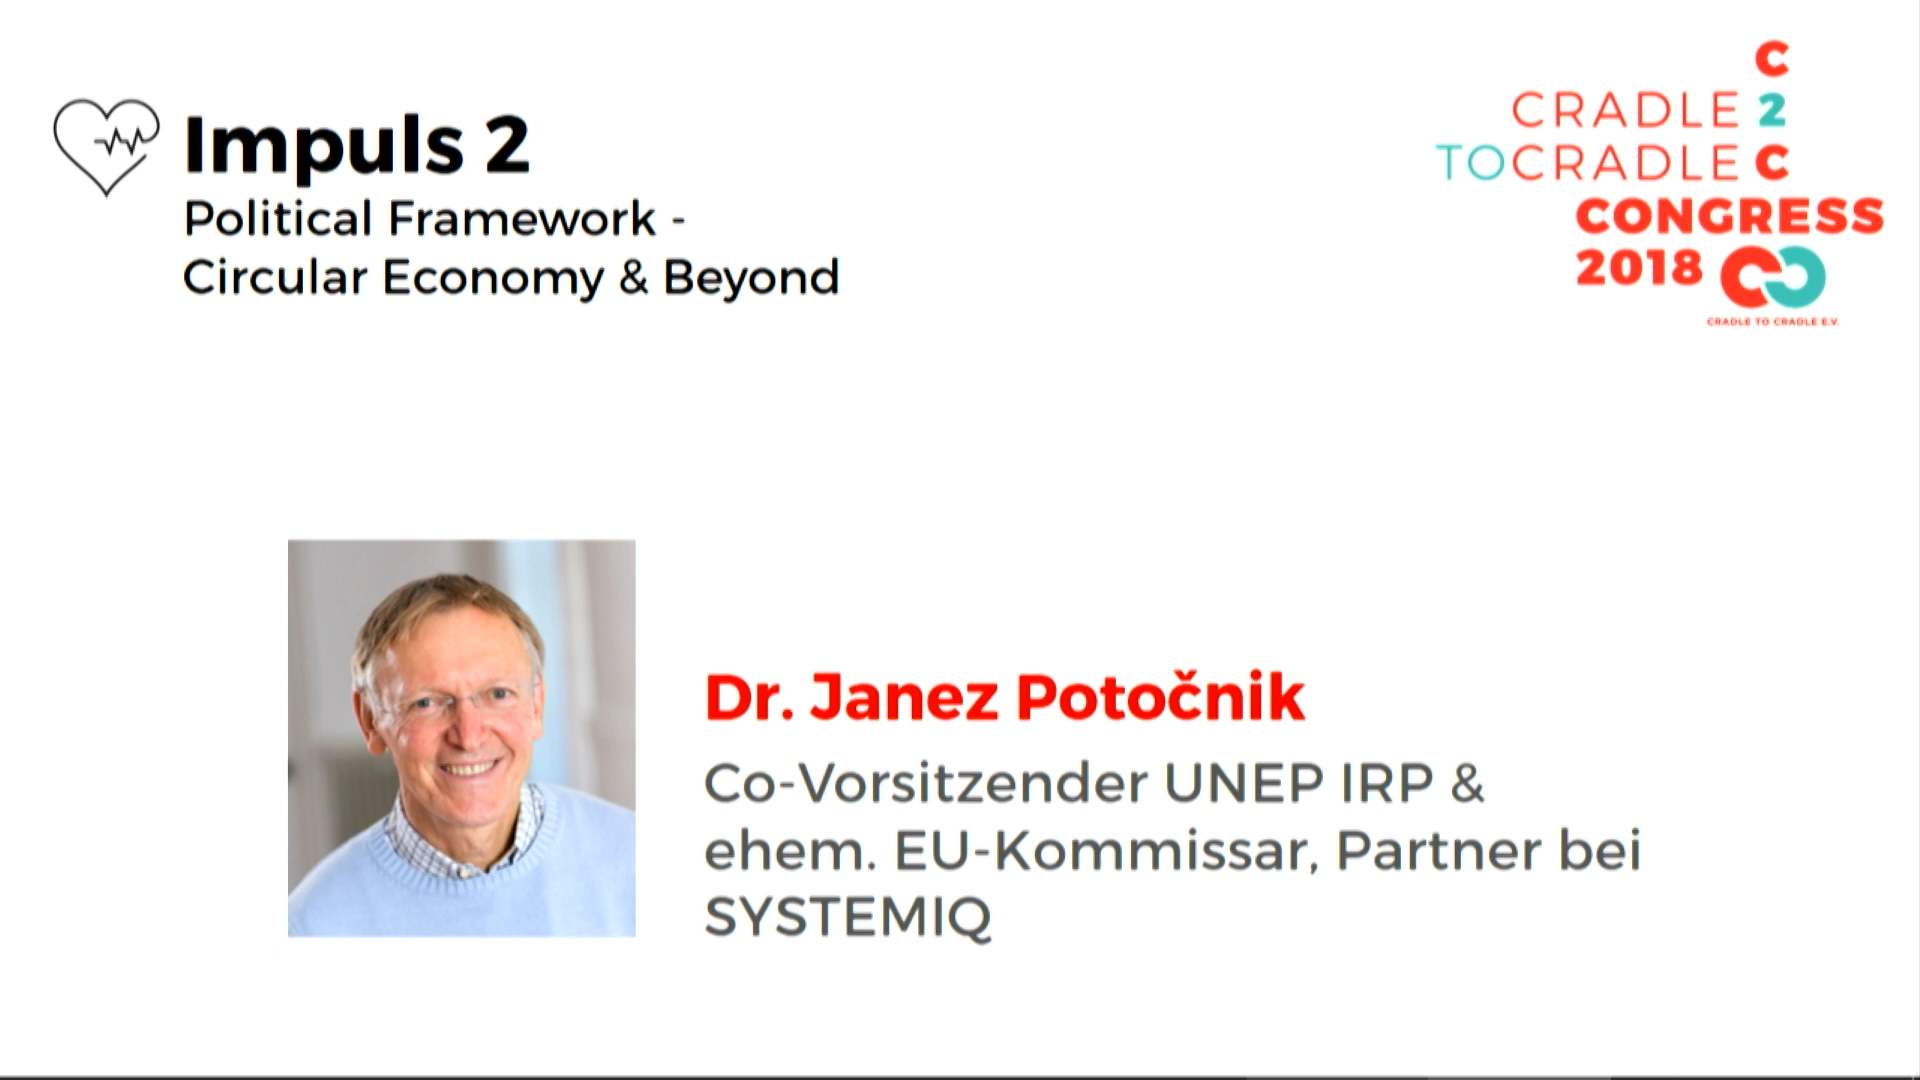 Impuls 2
Political Framework -
Circular Economy & Beyond
C
CRADLE 2
TOCRADLE C
CONGRESS
2018
CRADLE TO CRADLE E.V.
Dr. Janez Potočnik
Co-Vorsitzender UNEP IRP &
ehem. EU-Kommissar, Partner bei
SYSTEMIQ